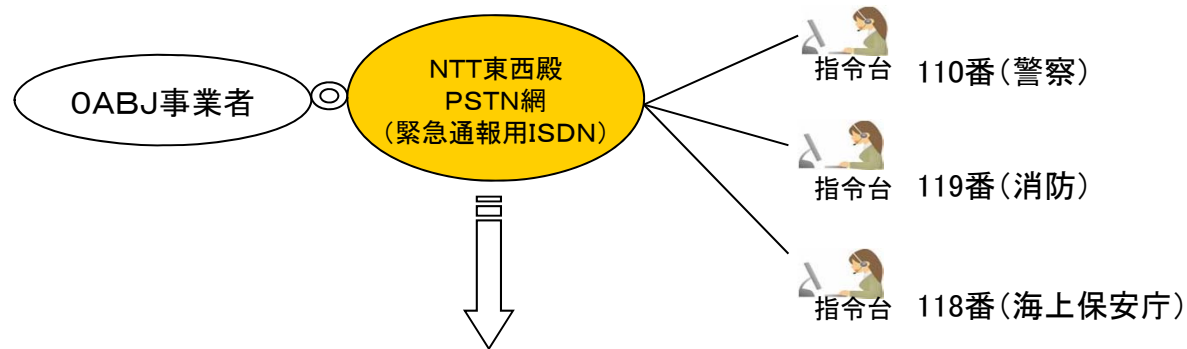 OABJ事業者
NTT東西殿
PSTN網
（緊急通報用ISDN）
指令台 110番（警察）
指令台 119番（消防）
指令台 118番（海上保安庁）